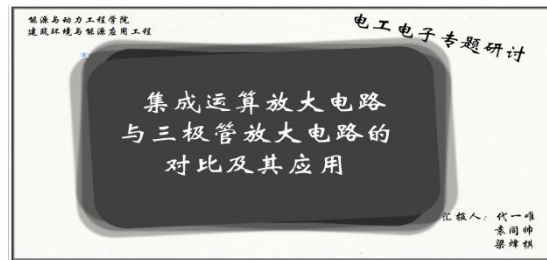 能源与动力工程学院
建筑环境与能源应用工程
电工电子专题研讨
集成运算放大电路
与三极管放大电路的
对比及其应用
汇报人：代一唯
袁同帅
梁烨棋